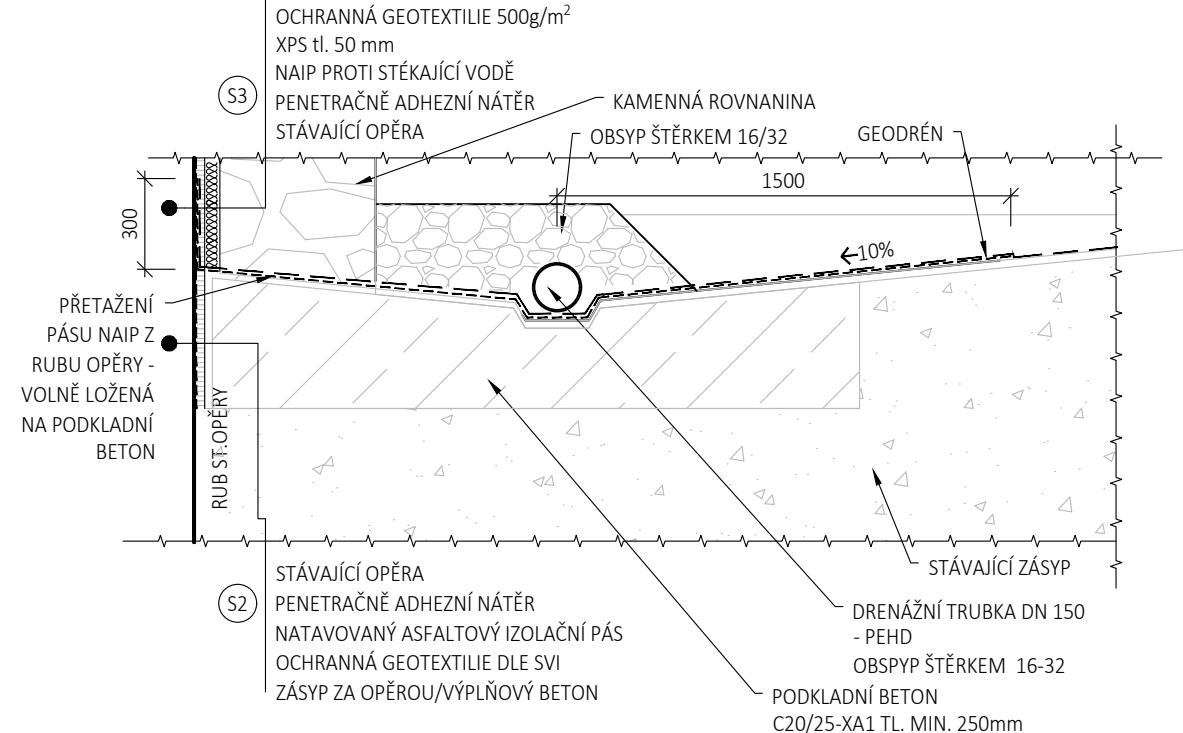 OCHRANNÁ GEOTEXTILIE 500g/m²
XPS tl. 50 mm
NAIP PROTI STÉKAJÍCÍ VODĚ
S3
PENETRAČNĚ ADHEZNÍ NÁTĚR
STÁVAJÍCÍ OPĚRA
KAMENNÁ ROVNANINA
OBSYP ŠTĚRKEM 16/32
GEODRÉN
1500
300
←10%
PŘETAŽENÍ
PÁSU NAIP Z
RUBU OPĚRY -
VOLNĚ LOŽENÁ
NA PODKLADNÍ
BETON
RUB ST.OPĚRY
STÁVAJÍCÍ ZÁSYP
S2
STÁVAJÍCÍ OPĚRA
PENETRAČNĚ ADHEZNÍ NÁTĚR
NATAVOVANÝ ASFALTOVÝ IZOLAČNÍ PÁS
OCHRANNÁ GEOTEXTILIE DLE SVI
ZÁSYP ZA OPĚROU/VÝPLŇOVÝ BETON
DRENÁŽNÍ TRUBKA DN 150
- PEHD
OBSPYP ŠTĚRKEM 16-32
PODKLADNÍ BETON
C20/25-XA1 TL. MIN. 250mm